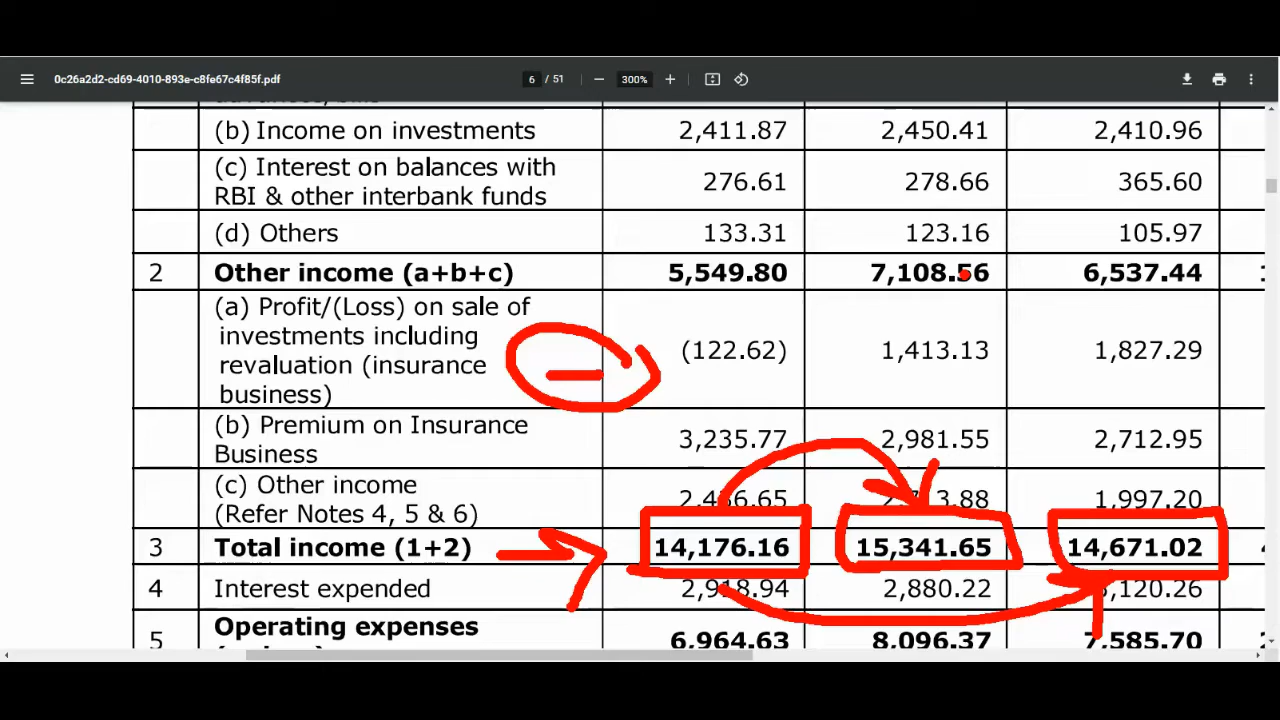 0c26a2d2-cd69-4010-893e-c8fe67c4f85f.pdf 6 / 51 300%
(b) Income on investments 2,411.87 2,450.41 2,410.96
(c) Interest on balances with
RBI & other interbank funds 276.61 278.66 365.60
(d) Others 133.31 123.16 105.97
2 Other income (a+b+c) 5,549.80 7,108.56 6,537.44
(a) Profit/(Loss) on sale of
investments including
revaluation (insurance
business) (122.62) 1,413.13 1,827.29
(b) Premium on Insurance
Business 3,235.77 2,981.55 2,712.95
(c) Other income
(Refer Notes 4, 5 & 6) 2,436.65 1,997.20
3 Total income (1+2) 14,176.16 15,341.65 14,671.02
4 Interest expended 2,918.94 2,880.22
5 Operating expenses
6,964.63 8,096.37 7,585.70